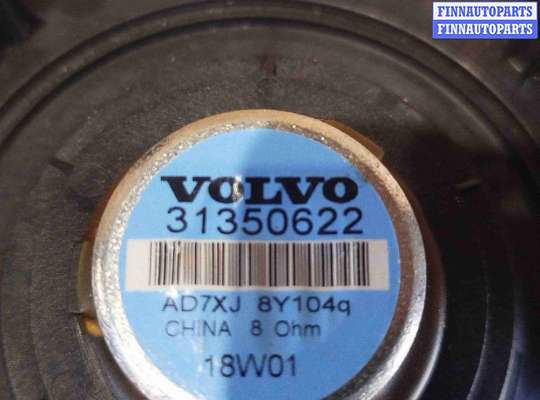 FINNAUTOPARTS
FINNAUTOPARTS
VOLVO
31350622
AD7XJ 8Y104q
CHINA 8 Ohm
18W01